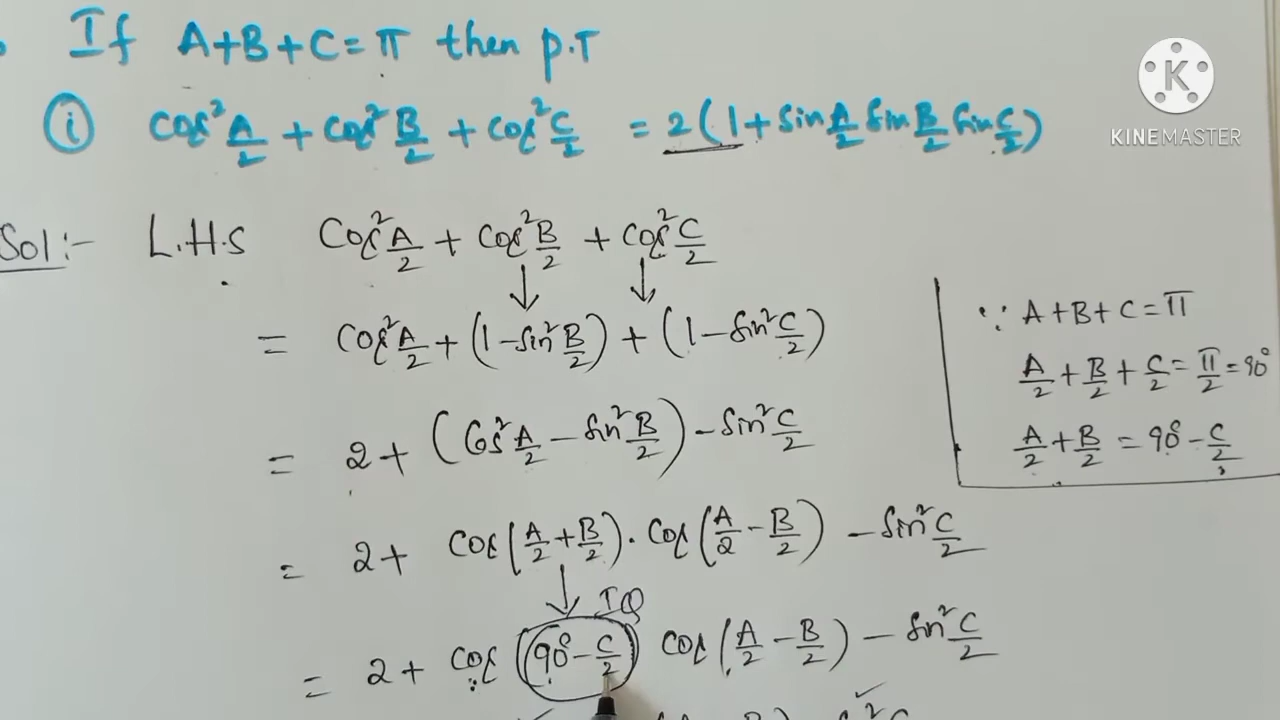 If A+B+C=π then p.T
(i) cos²A/2 + cos²B/2 + cos²C/2 = 2(1+sinA/2 sinB/2 sinC/2)
KINEMASTER
Sol:- L.H.S Cos²A/2 + cos²B/2 + cos²C/2
= cos²A/2 + (1-sin²B/2) + (1-sin²C/2)
= 2+ (Cos²A/2 - sin²B/2) - sin²C/2
= 2+ cos(A/2+B/2).cos(A/2-B/2) - sin²C/2
IQ
= 2+ cos(90°-C/2) cos(A/2-B/2) - sin²C/2
∵ A+B+C=π
A/2+B/2+C/2=π/2=90°
A/2+B/2=90°-C/2